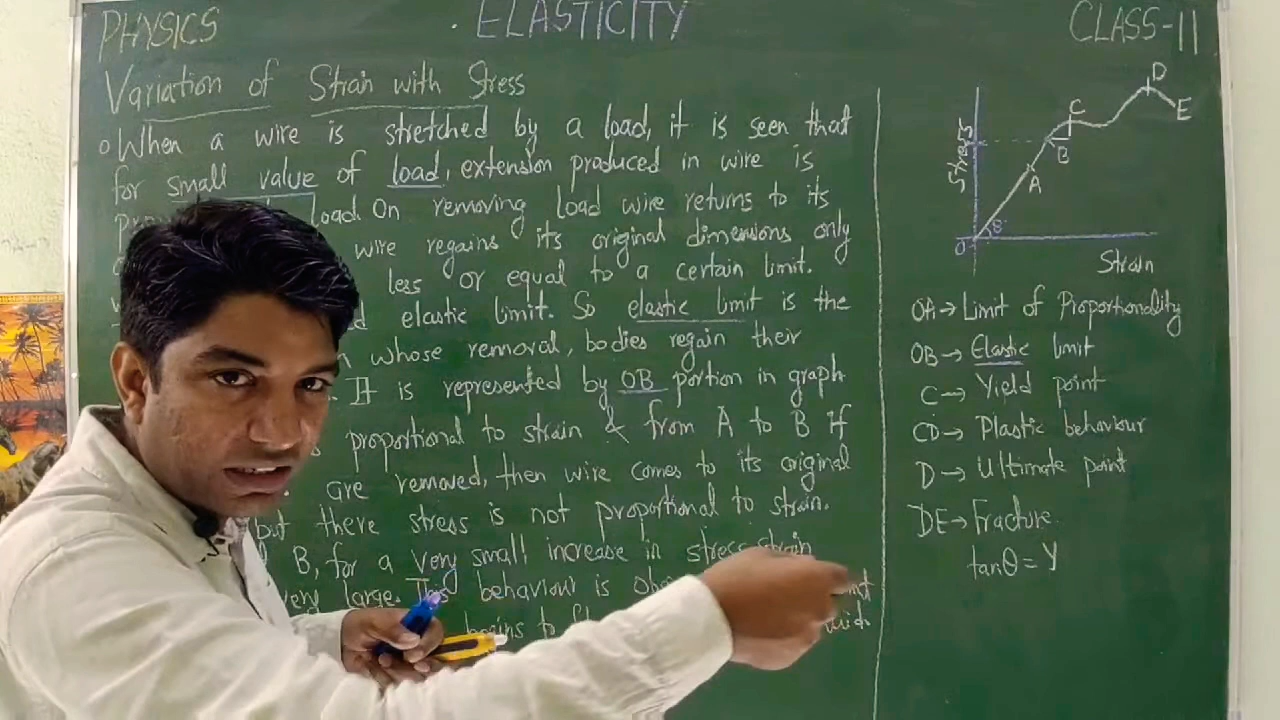 PHYSICS
ELASTICITY
CLASS-11
Variation of Strain with Stress
When a wire is stretched by a load, it is seen that
for small value of load, extension produced in wire is
load. On removing load wire returns to its
wire regains its original dimensions only
less or equal to a certain limit.
elastic limit. So elastic limit is the
whose removal, bodies regain their
It is represented by OB portion in graph
proportional to strain & from A to B if
are removed, then wire comes to its original
but there stress is not proportional to strain.
B, for a very small increase in stress strain
very large. This behaviour is
begins to
D
E
C
B
A
Stress
O
θ
Strain
OA→ Limit of Proportionality
OB→ Elastic limit
C→ Yield point
CD→ Plastic behaviour
D→ Ultimate point
DE→ Fracture.
tanθ = Y